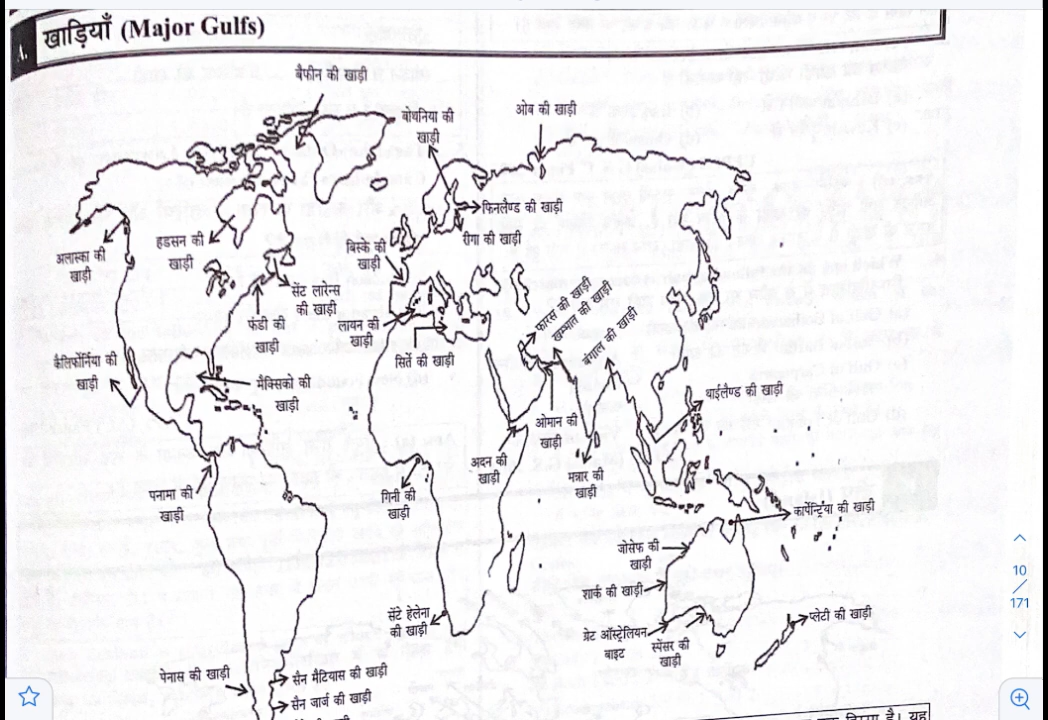 A. खाड़ियाँ (Major Gulfs)
बैफीन की खाड़ी
बोथनिया की
खाड़ी
ओब की खाड़ी
फिनलैण्ड की खाड़ी
रीगा की खाड़ी
अलास्का की
खाड़ी
हडसन की
खाड़ी
बिस्के की
खाड़ी
सेंट लारेन्स
की खाड़ी
फंडी की
खाड़ी
लायन की
खाड़ी
सिर्ते की खाड़ी
फारस की खाड़ी
खम्भात की खाड़ी
बंगाल की खाड़ी
कैलिफोर्निया की
खाड़ी
मैक्सिको की
खाड़ी
थाईलैण्ड की खाड़ी
ओमान की
खाड़ी
अदन की
खाड़ी
मन्नार की
खाड़ी
पनामा की
खाड़ी
गिनी की
खाड़ी
कार्पेन्ट्रिया की खाड़ी
जोसेफ की
खाड़ी
शार्क की खाड़ी
सेंटे हेलेना
की खाड़ी
ग्रेट ऑस्ट्रेलियन
बाइट
स्पेंसर की
खाड़ी
प्लेटी की खाड़ी
पेनास की खाड़ी
सैन मैटियास की खाड़ी
सैन जार्ज की खाड़ी
है। यह
10
171